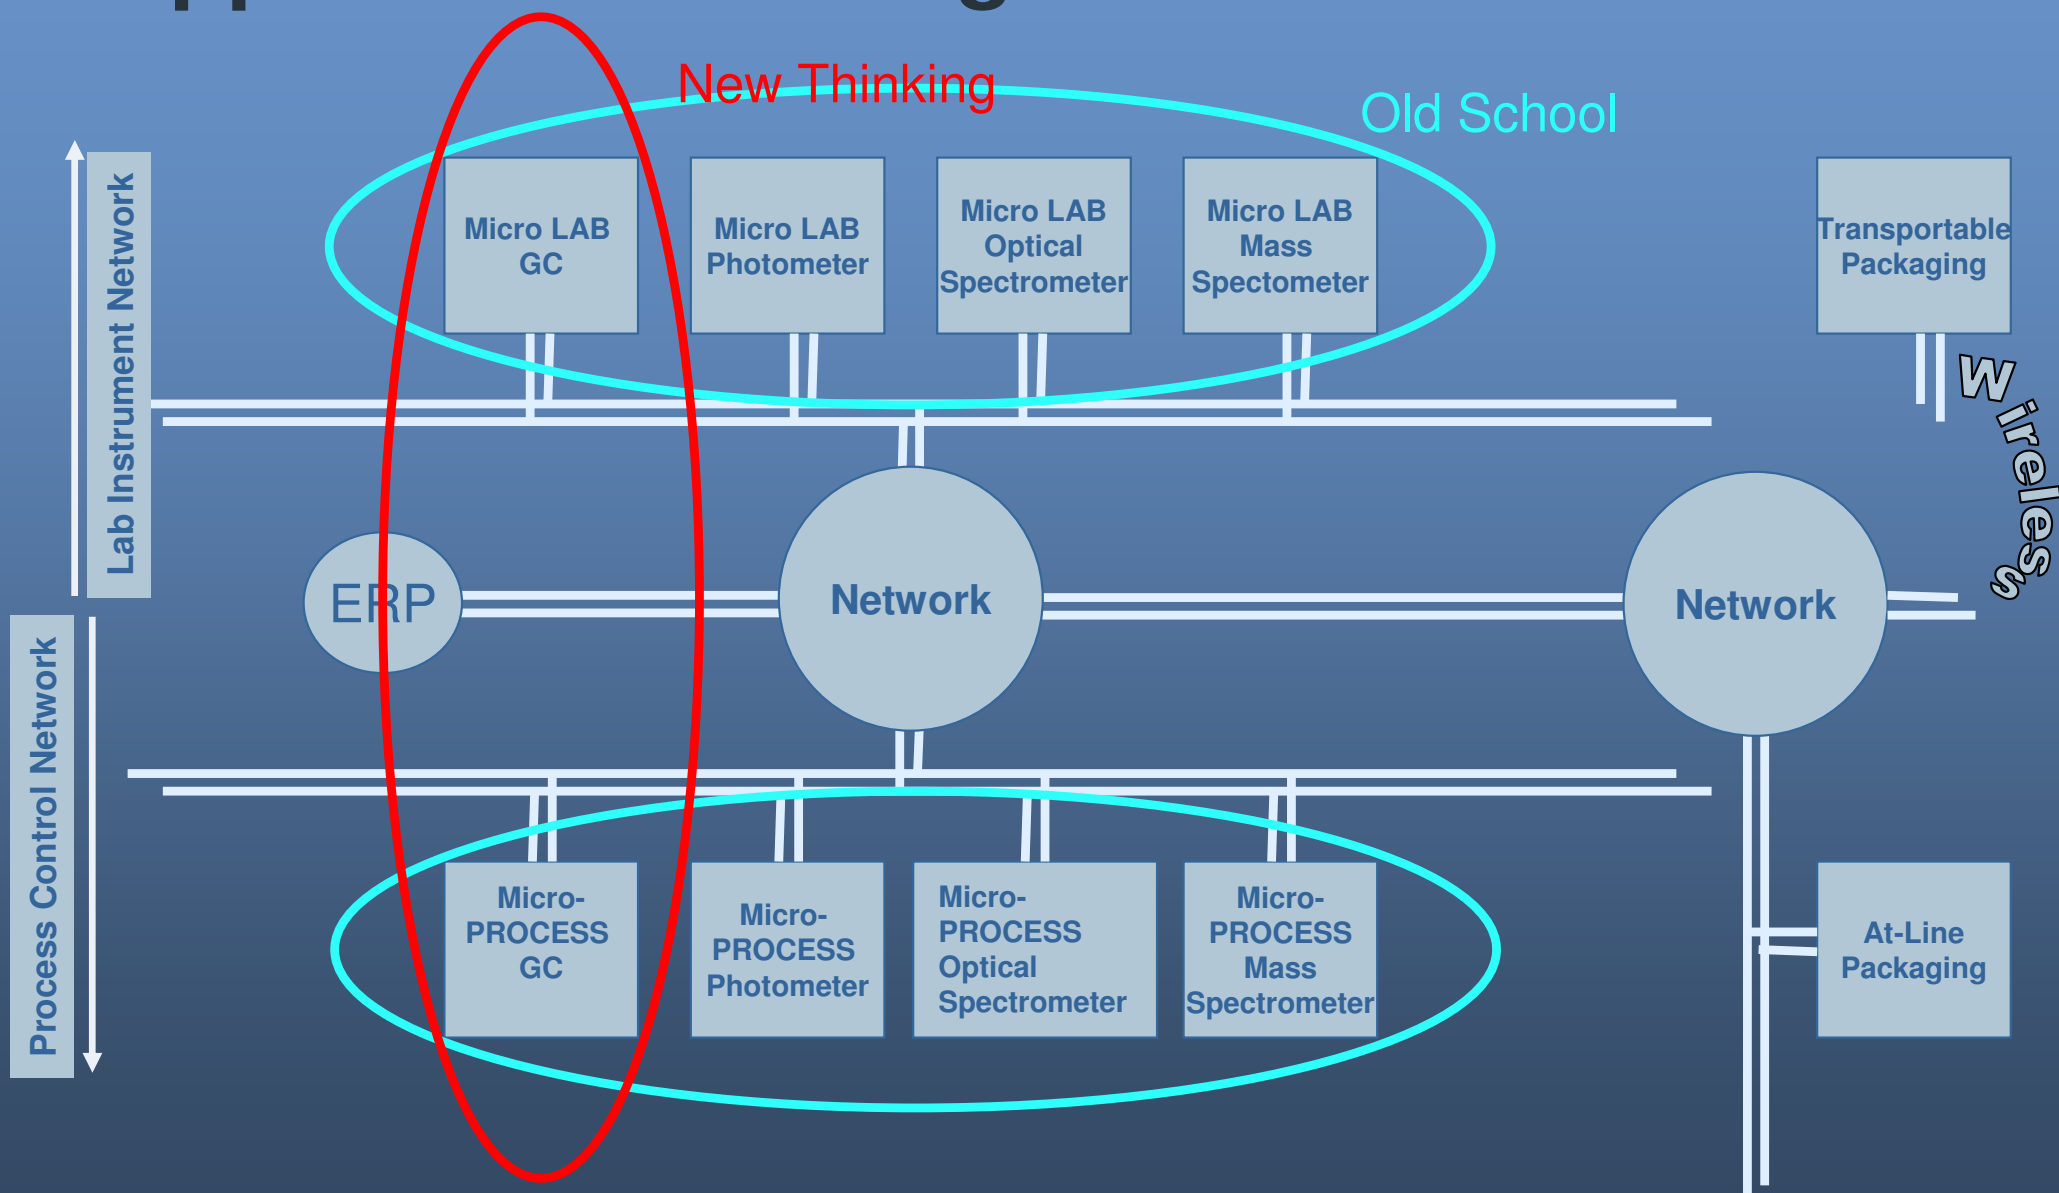 New Thinking
Old School
Lab Instrument Network
Micro LAB
GC
Micro LAB
Photometer
Micro LAB
Optical
Spectrometer
Micro LAB
Mass
Spectometer
Transportable
Packaging
Wireless
ERP
Network
Network
Process Control Network
Micro-
PROCESS
GC
Micro-
PROCESS
Photometer
Micro-
PROCESS
Optical
Spectrometer
Micro-
PROCESS
Mass
Spectrometer
At-Line
Packaging